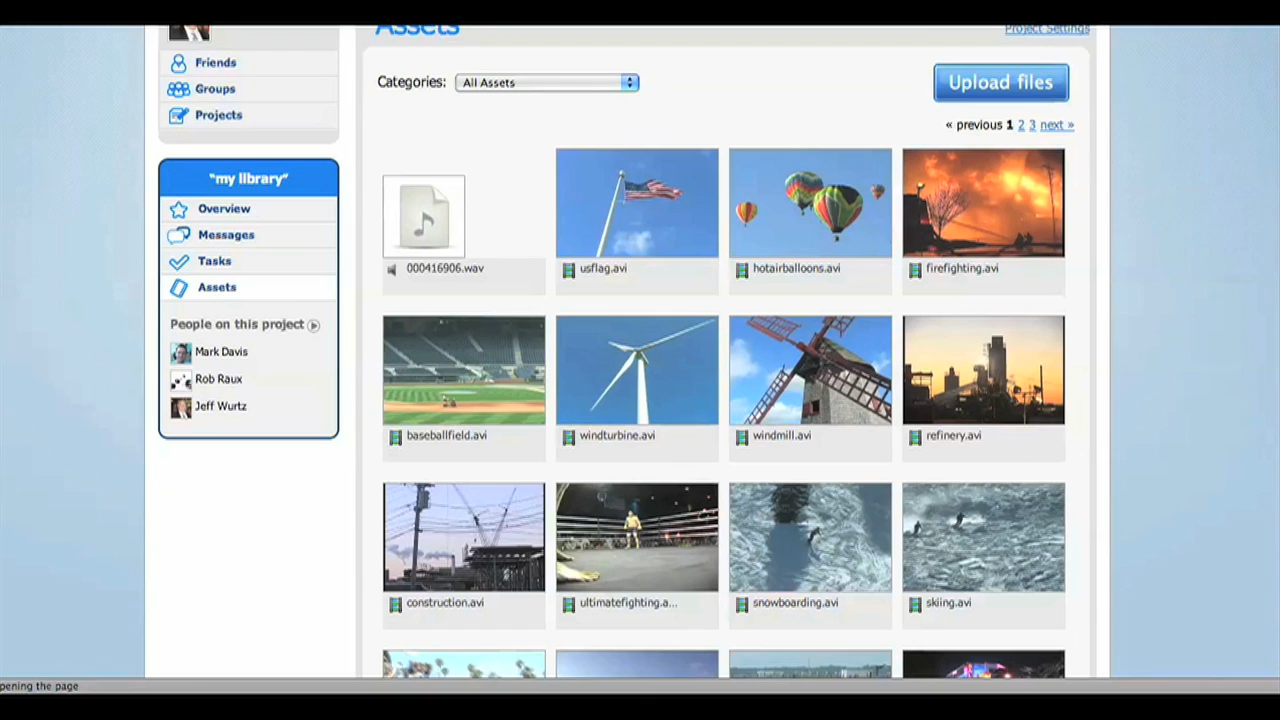 Assets
Project Settings
Friends
Groups
Projects
Categories:
All Assets
Upload files
« previous 1 2 3 next »
"my library"
Overview
Messages
Tasks
Assets
People on this project
Mark Davis
Rob Raux
Jeff Wurtz
000416906.wav
usflag.avi
hotairballoons.avi
firefighting.avi
baseballfield.avi
windturbine.avi
windmill.avi
refinery.avi
construction.avi
ultimatefighting.a...
snowboarding.avi
skiing.avi
pening the page